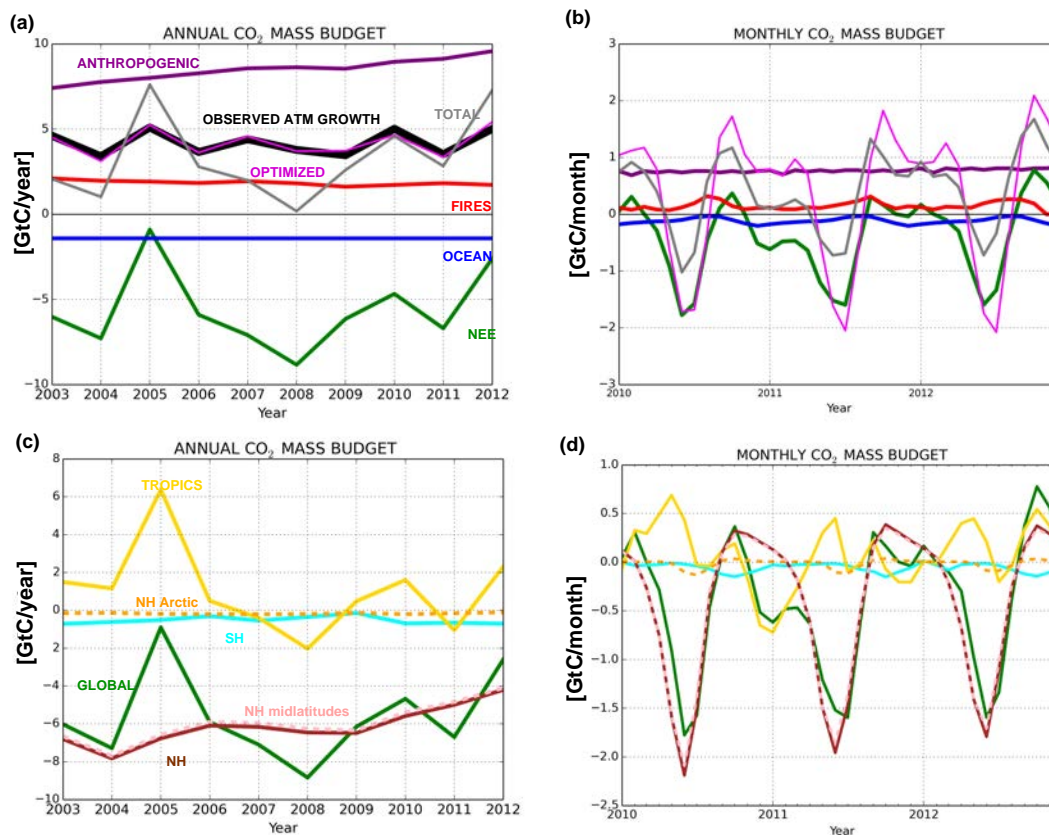 (a)
ANNUAL CO₂ MASS BUDGET
[GtC/year]
10
5
0
−5
−10
ANTHROPOGENIC
OBSERVED ATM GROWTH
TOTAL
OPTIMIZED
FIRES
OCEAN
NEE
2003 2004 2005 2006 2007 2008 2009 2010 2011 2012
Year
(b)
MONTHLY CO₂ MASS BUDGET
[GtC/month]
3
2
1
0
−1
−2
−3
2010 2011 2012
Year
(c)
ANNUAL CO₂ MASS BUDGET
[GtC/year]
8
6
4
2
0
2
−4
−6
−8
−10
TROPICS
NH Arctic
SH
GLOBAL
NH midlatitudes
NH
2003 2004 2005 2006 2007 2008 2009 2010 2011 2012
Year
(d)
MONTHLY CO₂ MASS BUDGET
[GtC/month]
1.0
0.5
0.0
−0.5
−1.0
−1.5
−2.0
−2.5
2010 2011 2012
Year